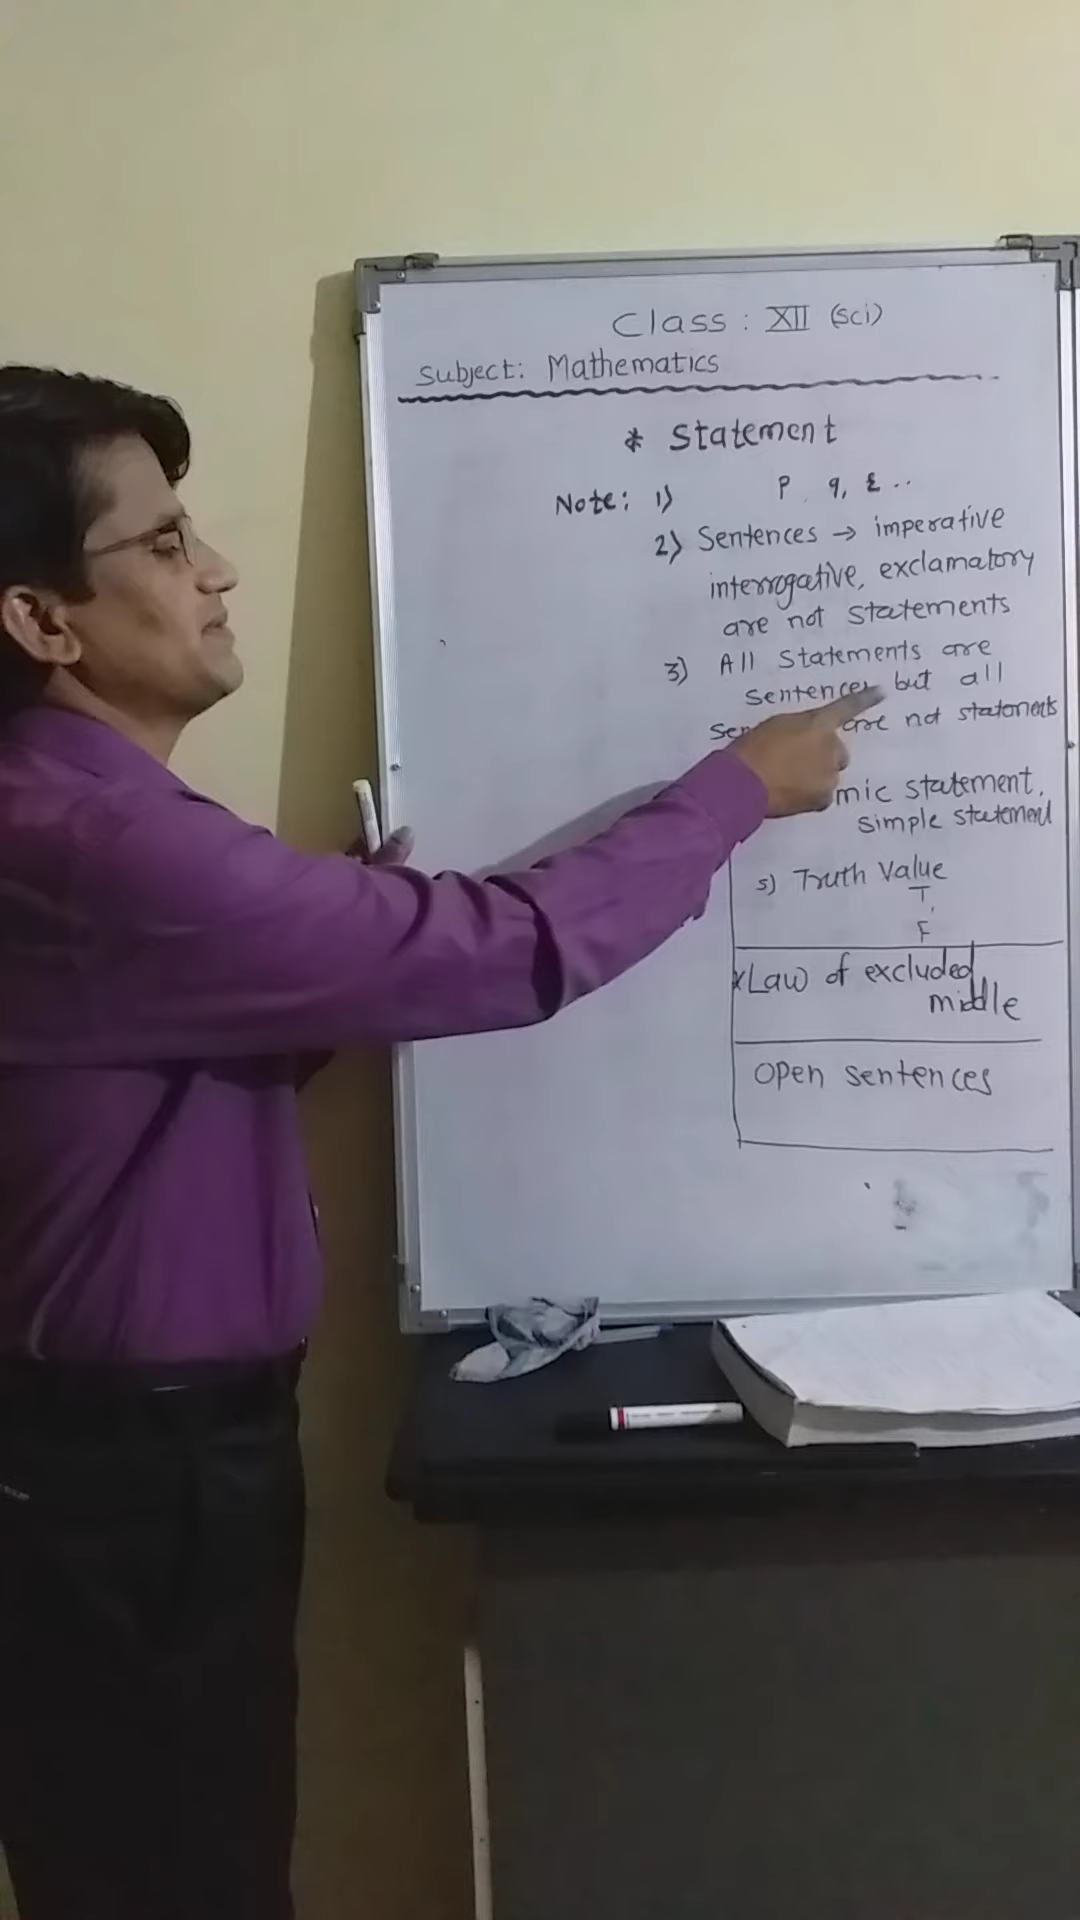 Class : XII (sci)
Subject: Mathematics
* Statement
Note: 1) P, q, r ..
2) Sentences → imperative
interrogative, exclamatory
are not statements
3) All statements are
sentences but all
are not statements
statement,
simple statement
5) Truth Value
T,
F
* Law of excluded
middle
open sentences